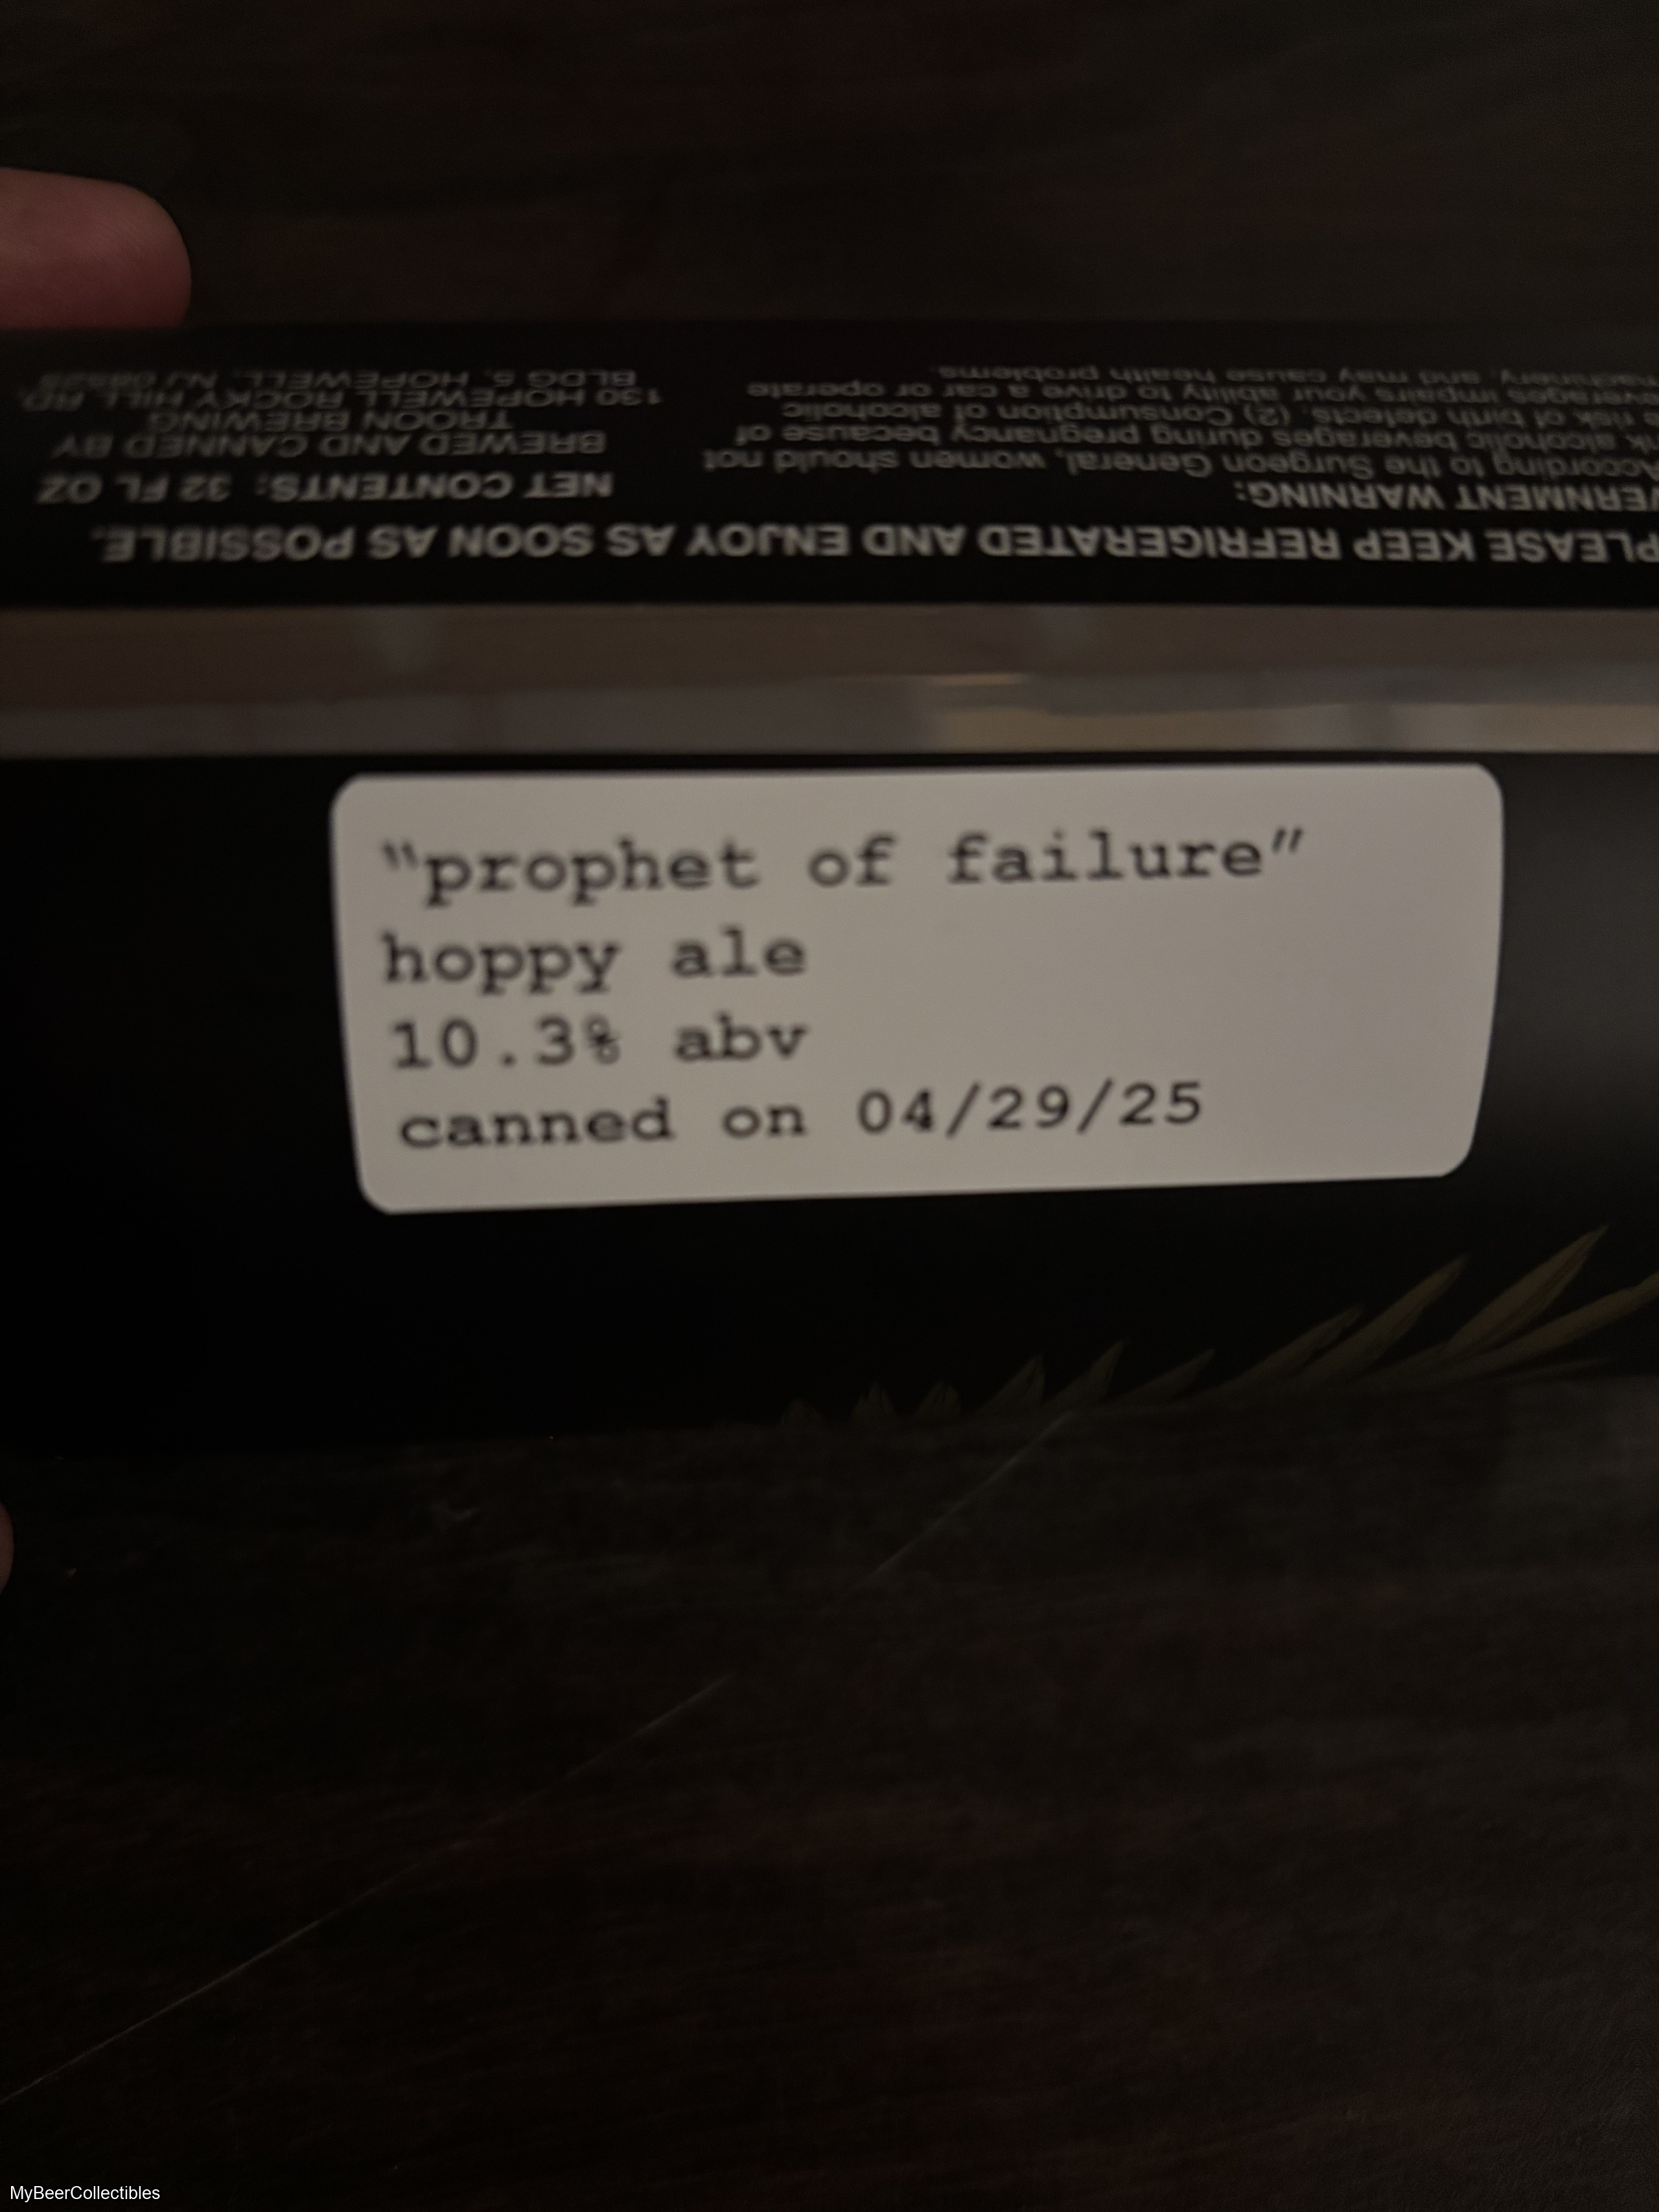 "prophet of failure"
hoppy ale
10.3% abv
canned on 04/29/25
PLEASE KEEP REFRIGERATED AND ENJOY AS SOON AS POSSIBLE.
VERNMENT WARNING:
According to the Surgeon General, women should not
k alcoholic beverages during pregnancy because of
e risk of birth defects. (2) Consumption of alcoholic
everages impairs your ability to drive a car or operate
machinery, and may cause health problems.
NET CONTENTS: 32 FL OZ
BREWED AND CANNED BY
TROON BREWING
130 HOPEWELL ROCKY HILL RD,
BLDG 5, HOPEWELL, NJ 08525
MyBeerCollectibles